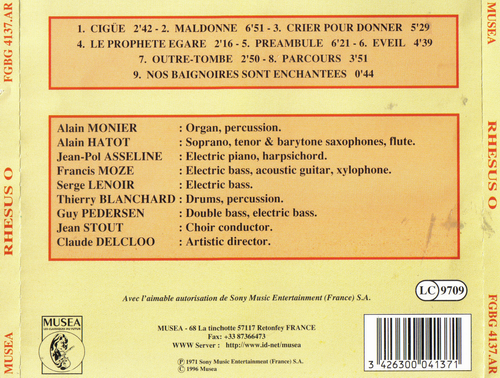 1. CIGÜE 2'42 - 2. MALDONNE 6'51 - 3. CRIER POUR DONNER 5'29
4. LE PROPHETE EGARE 2'16 - 5. PREAMBULE 6'21 - 6. EVEIL 4'39
7. OUTRE-TOMBE 2'50 - 8. PARCOURS 3'51
9. NOS BAIGNOIRES SONT ENCHANTEES 0'44
Alain MONIER : Organ, percussion.
Alain HATOT : Soprano, tenor & barytone saxophones, flute.
Jean-Pol ASSELINE : Electric piano, harpsichord.
Francis MOZE : Electric bass, acoustic guitar, xylophone.
Serge LENOIR : Electric bass.
Thierry BLANCHARD : Drums, percussion.
Guy PEDERSEN : Double bass, electric bass.
Jean STOUT : Choir conductor.
Claude DELCLOO : Artistic director.
LC 9709
Avec l'aimable autorisation de Sony Music Entertainment (France) S.A.
MUSEA
MUSEA - 68 La tinchotte 57117 Retonfey FRANCE
Fax: +33 87366473
WWW Server : http://www.id-net/musea
℗ 1971 Sony Music Entertainment (France) S.A.
© 1996 Musea
3 426300 041371
MUSEA RHESUS O FGBG 4137.AR
MUSEA RHESUS O FGBG 4137.AR